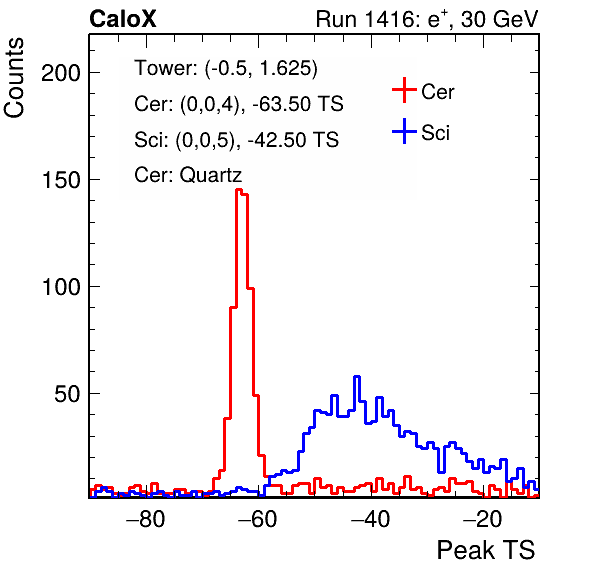 CaloX Run 1416: e⁺, 30 GeV
Counts
Tower: (-0.5, 1.625)
Cer: (0,0,4), -63.50 TS
Sci: (0,0,5), -42.50 TS
Cer: Quartz
Cer
Sci
200
150
100
50
−80 −60 −40 −20
Peak TS